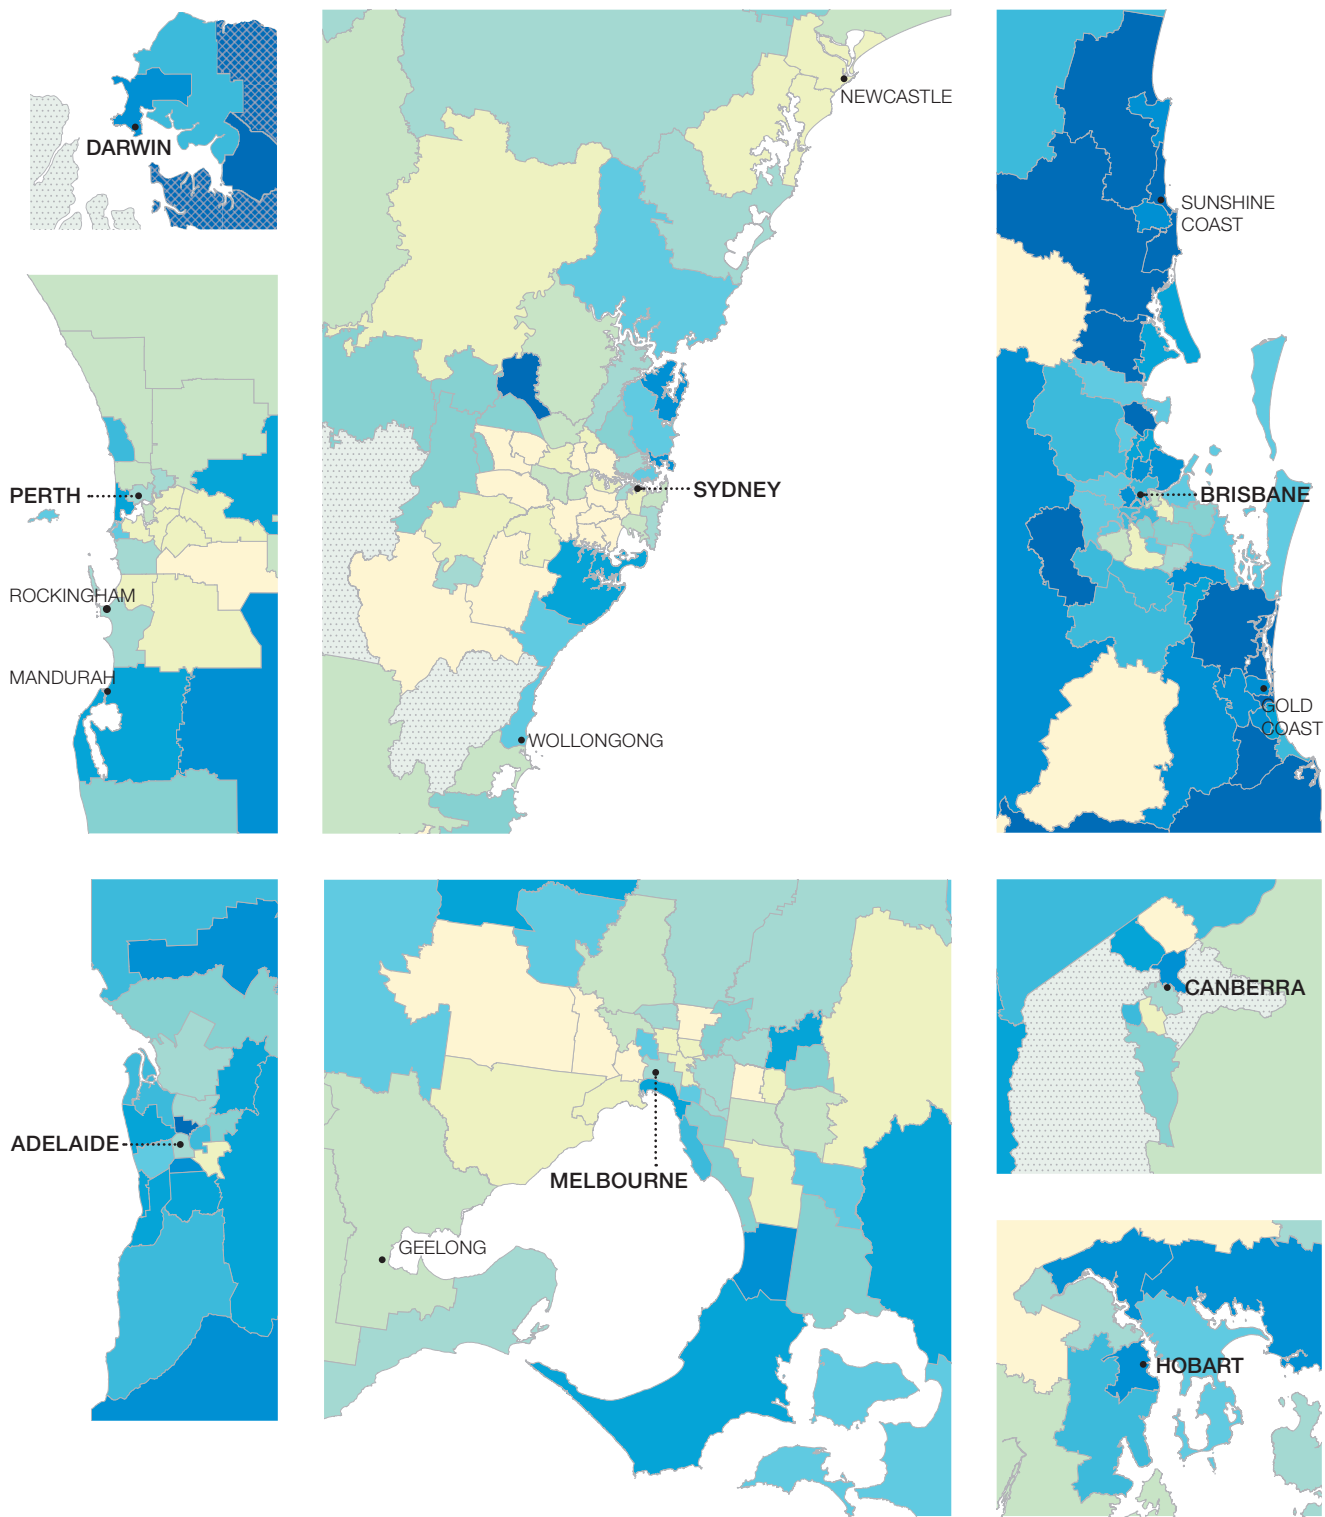 DARWIN
NEWCASTLE
SUNSHINE
COAST
PERTH
SYDNEY
BRISBANE
ROCKINGHAM
MANDURAH
GOLD
COAST
WOLLONGONG
CANBERRA
ADELAIDE
MELBOURNE
GEELONG
HOBART